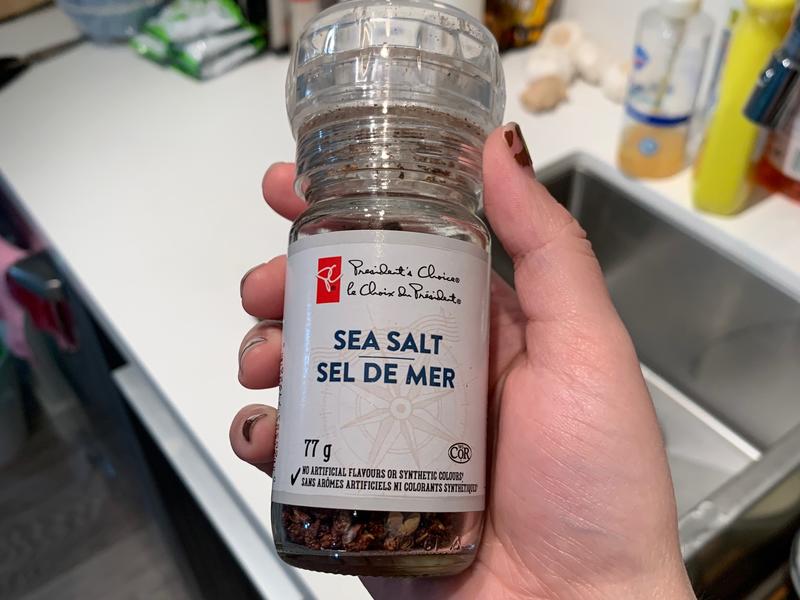 President's Choice®
le Choix du Président®
SEA SALT
SEL DE MER
77 g
COR
NO ARTIFICIAL FLAVOURS OR SYNTHETIC COLOURS
SANS ARÔMES ARTIFICIELS NI COLORANTS SYNTHÉTIQUES